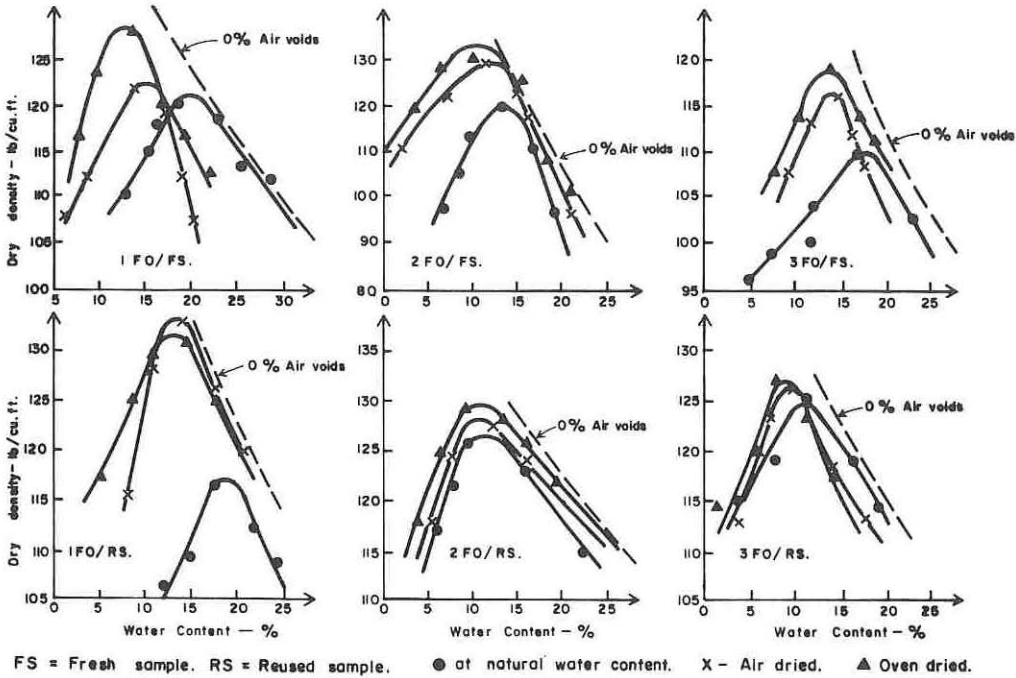 Dry density - lb/cu.ft.
125
120
115
110
105
100
5 10 15 20 25 30
0% Air voids
1 FO/FS.
130
120
110
100
90
80
0 5 10 15 20 25
0% Air voids
2 FO/FS.
120
115
110
105
100
95
0 5 10 15 20 25
0% Air voids
3 FO/FS.
Dry density - lb/cu.ft.
130
125
120
115
110
105
0 5 10 15 20 25
0% Air voids
1 FO/RS.
Water Content - %
135
130
125
120
115
110
0 5 10 15 20 25
0% Air voids
2 FO/RS.
Water Content - %
130
125
120
115
110
105
0 5 10 15 20 25
0% Air voids
3 FO/RS.
Water Content - %
FS = Fresh sample. RS = Reused sample. ● at natural water content. X - Air dried. ▲ Oven dried.